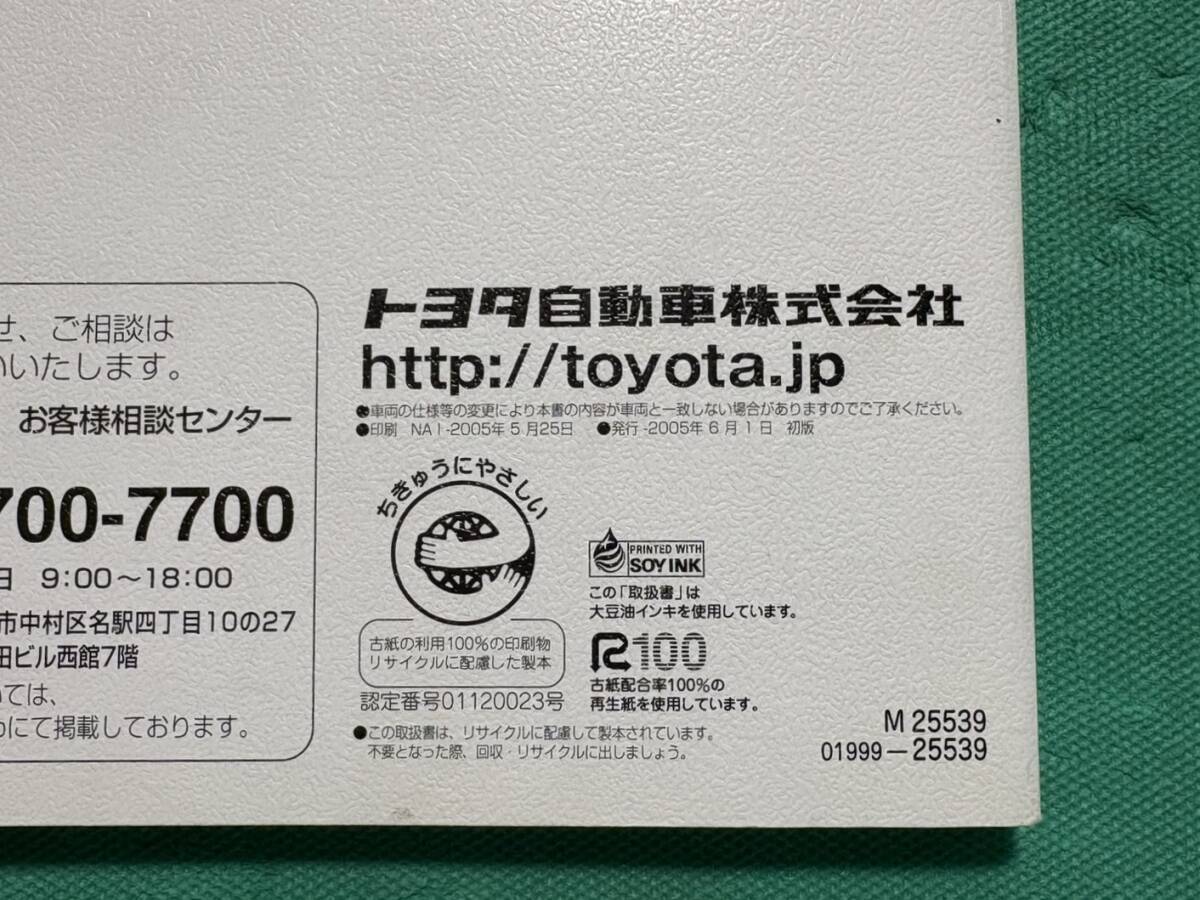 せ、ご相談は
いいたします。
お客様相談センター
700-7700
日 9:00〜18:00
市中村区名駅四丁目10の27
田ビル西館7階
ては、
にて掲載しております。
トヨタ自動車株式会社
http://toyota.jp
●車両の仕様等の変更により本書の内容が車両と一致しない場合がありますのでご了承ください。
●印刷 NAI-2005年5月25日 ●発行-2005年6月1日 初版
ちきゅうにやさしい
古紙の利用100%の印刷物
リサイクルに配慮した製本
認定番号01120023号
PRINTED WITH
SOY INK
この「取扱書」は
大豆油インキを使用しています。
R100
古紙配合率100%の
再生紙を使用しています。
●この取扱書は、リサイクルに配慮して製本されています。
不要となった際、回収・リサイクルに出しましょう。
M 25539
01999-25539